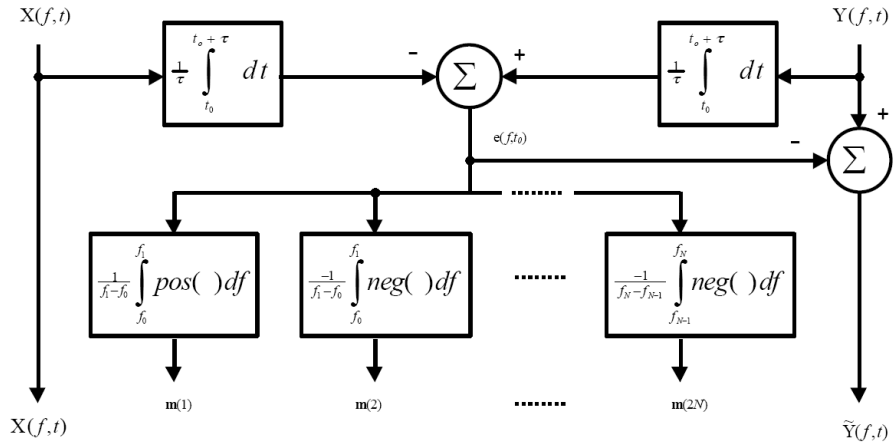 X(f,t)
Y(f,t)
1/τ ∫_{t_0}^{t_o + τ} dt
-
Σ
+
1/τ ∫_{t_0}^{t_o + τ} dt
+
e(f,t_0)
-
Σ
1/(f_1−f_0) ∫_{f_0}^{f_1} pos( )df
−1/(f_1−f_0) ∫_{f_0}^{f_1} neg( )df
−1/(f_N−f_{N−1}) ∫_{f_{N−1}}^{f_N} neg( )df
m(1)
m(2)
m(2N)
X(f,t)
Ỹ(f,t)